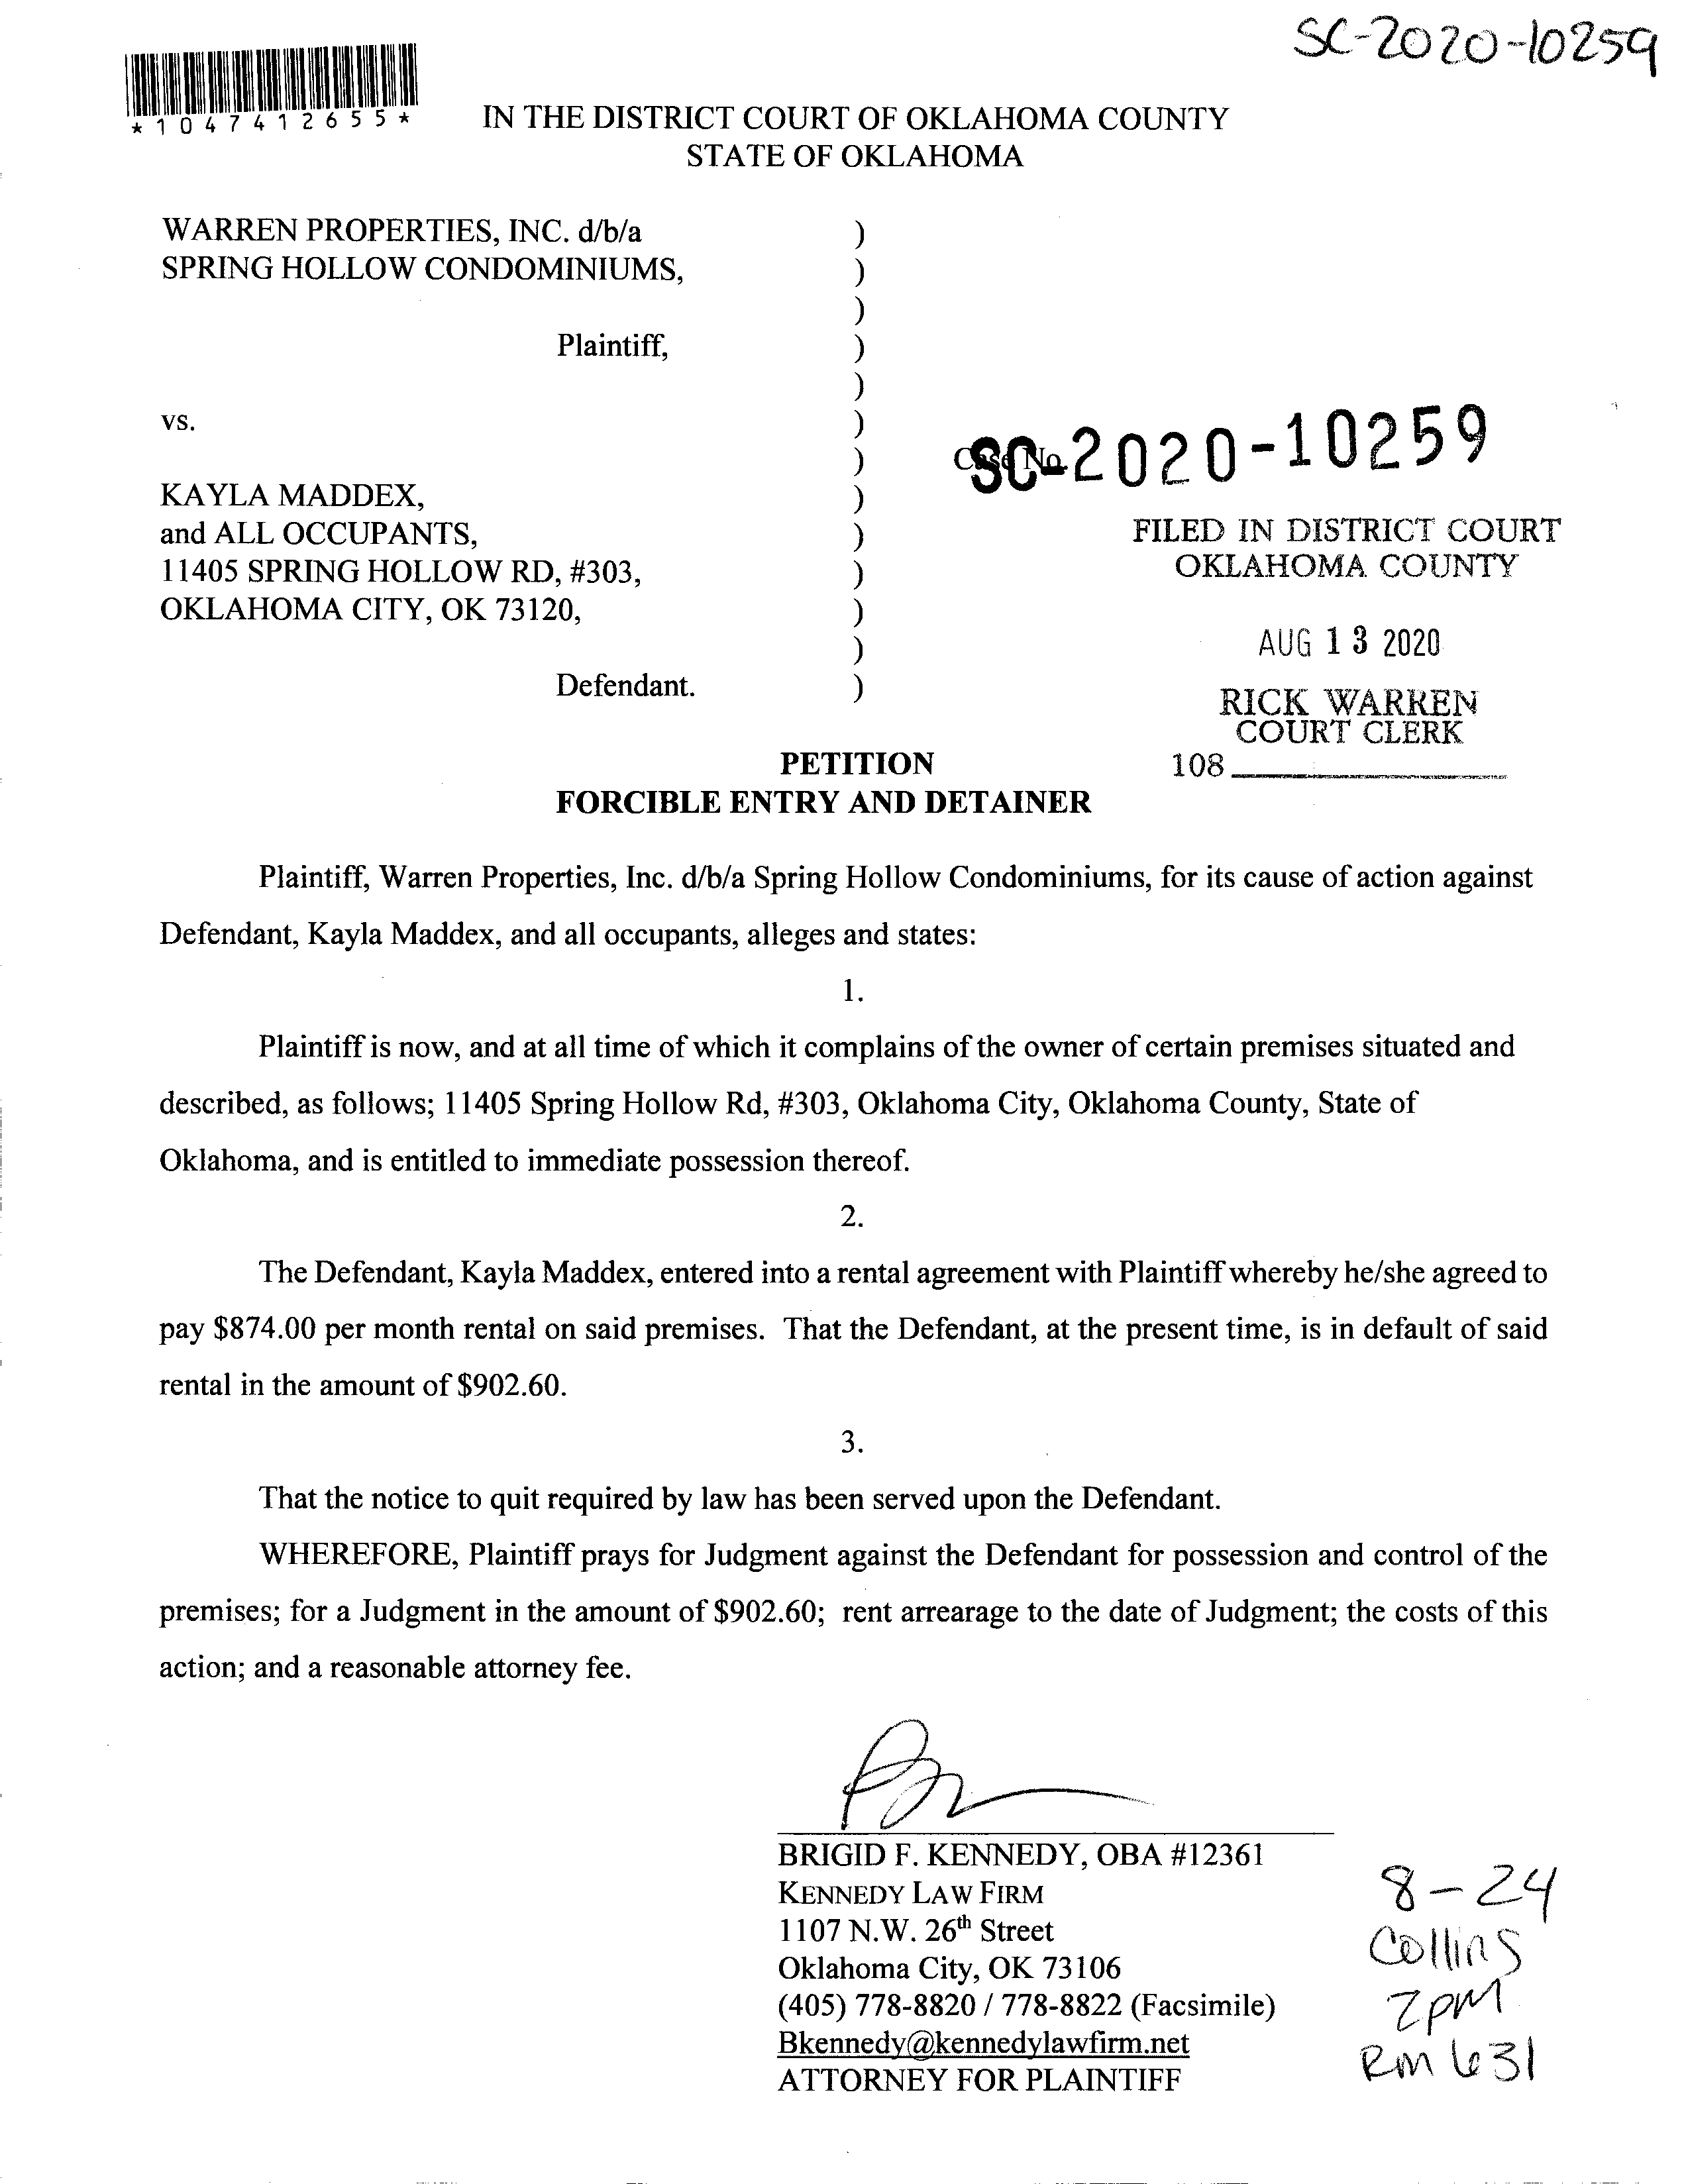 SC-2020-10259
*1047412655*
IN THE DISTRICT COURT OF OKLAHOMA COUNTY
STATE OF OKLAHOMA
WARREN PROPERTIES, INC. d/b/a )
SPRING HOLLOW CONDOMINIUMS, )
)
Plaintiff, )
)
vs. )
)
Case No. SC-2020-10259
KAYLA MADDEX, )
and ALL OCCUPANTS, )
11405 SPRING HOLLOW RD, #303, )
OKLAHOMA CITY, OK 73120, )
)
Defendant. )
FILED IN DISTRICT COURT
OKLAHOMA COUNTY
AUG 13 2020
RICK WARREN
COURT CLERK
108
PETITION
FORCIBLE ENTRY AND DETAINER
Plaintiff, Warren Properties, Inc. d/b/a Spring Hollow Condominiums, for its cause of action against
Defendant, Kayla Maddex, and all occupants, alleges and states:
1.
Plaintiff is now, and at all time of which it complains of the owner of certain premises situated and
described, as follows; 11405 Spring Hollow Rd, #303, Oklahoma City, Oklahoma County, State of
Oklahoma, and is entitled to immediate possession thereof.
2.
The Defendant, Kayla Maddex, entered into a rental agreement with Plaintiff whereby he/she agreed to
pay $874.00 per month rental on said premises. That the Defendant, at the present time, is in default of said
rental in the amount of $902.60.
3.
That the notice to quit required by law has been served upon the Defendant.
WHEREFORE, Plaintiff prays for Judgment against the Defendant for possession and control of the
premises; for a Judgment in the amount of $902.60; rent arrearage to the date of Judgment; the costs of this
action; and a reasonable attorney fee.
BRIGID F. KENNEDY, OBA #12361
KENNEDY LAW FIRM
1107 N.W. 26th Street
Oklahoma City, OK 73106
(405) 778-8820 / 778-8822 (Facsimile)
Bkennedy@kennedylawfirm.net
ATTORNEY FOR PLAINTIFF
8-24
Collins
2pm
Rm 631